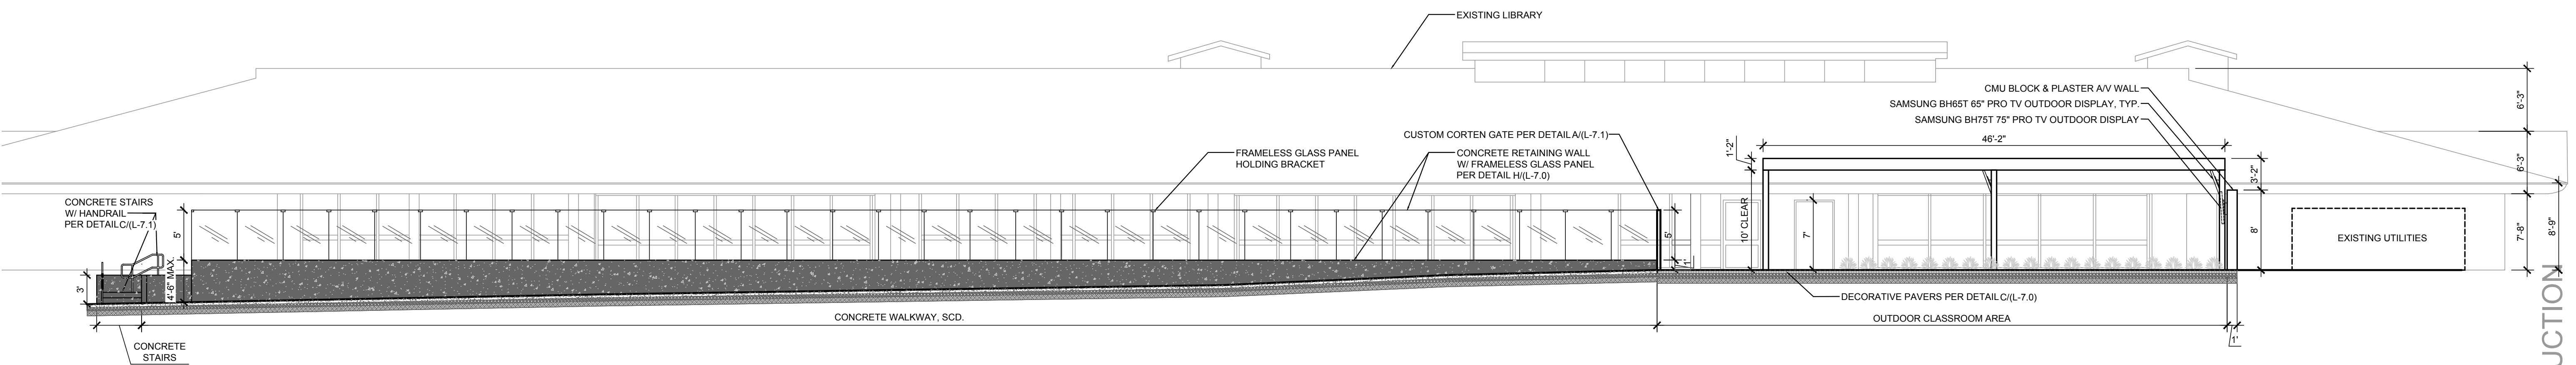 EXISTING LIBRARY
CMU BLOCK & PLASTER A/V WALL
SAMSUNG BH65T 65" PRO TV OUTDOOR DISPLAY, TYP.
SAMSUNG BH75T 75" PRO TV OUTDOOR DISPLAY
6'-3"
CUSTOM CORTEN GATE PER DETAIL A/(L-7.1)
46'-2"
FRAMELESS GLASS PANEL
HOLDING BRACKET
CONCRETE RETAINING WALL
W/ FRAMELESS GLASS PANEL
PER DETAIL H/(L-7.0)
1'-2"
3'-2"
6'-3"
CONCRETE STAIRS
W/ HANDRAIL
PER DETAIL C/(L-7.1)
5'
4'-6" MAX.
3'
5'
1'
1'
10' CLEAR
7'
8'
EXISTING UTILITIES
7'-8"
8'-9"
DECORATIVE PAVERS PER DETAIL C/(L-7.0)
CONCRETE WALKWAY, SCD.
OUTDOOR CLASSROOM AREA
1'
CONCRETE
STAIRS
JCTION